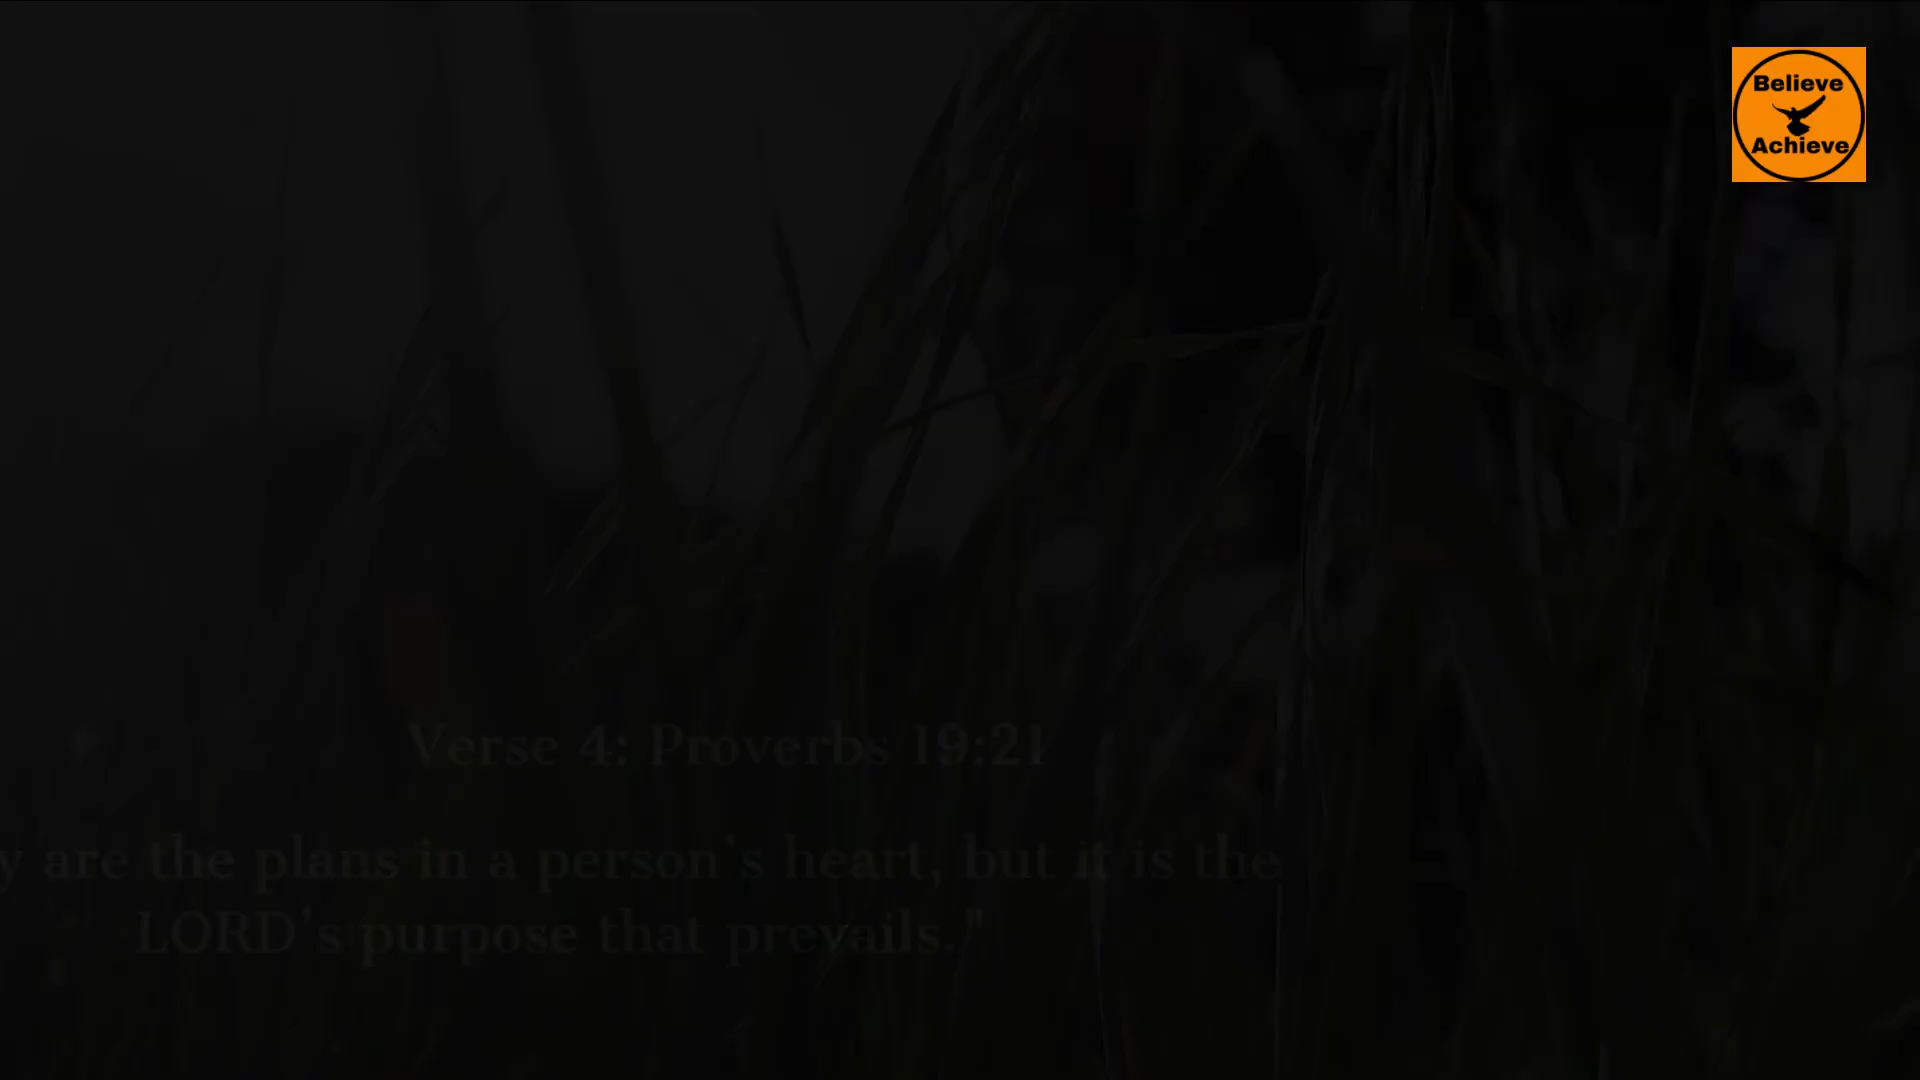 Believe
Achieve
Verse 4: Proverbs 19:21
y are the plans in a person's heart, but it is the
LORD's purpose that prevails."